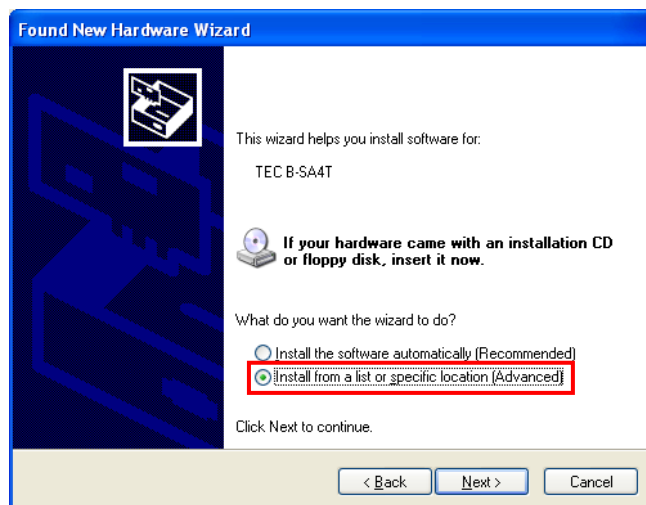 Found New Hardware Wizard
This wizard helps you install software for:
TEC B-SA4T
If your hardware came with an installation CD
or floppy disk, insert it now.
What do you want the wizard to do?
Install the software automatically (Recommended)
Install from a list or specific location (Advanced)
Click Next to continue.
< Back Next > Cancel